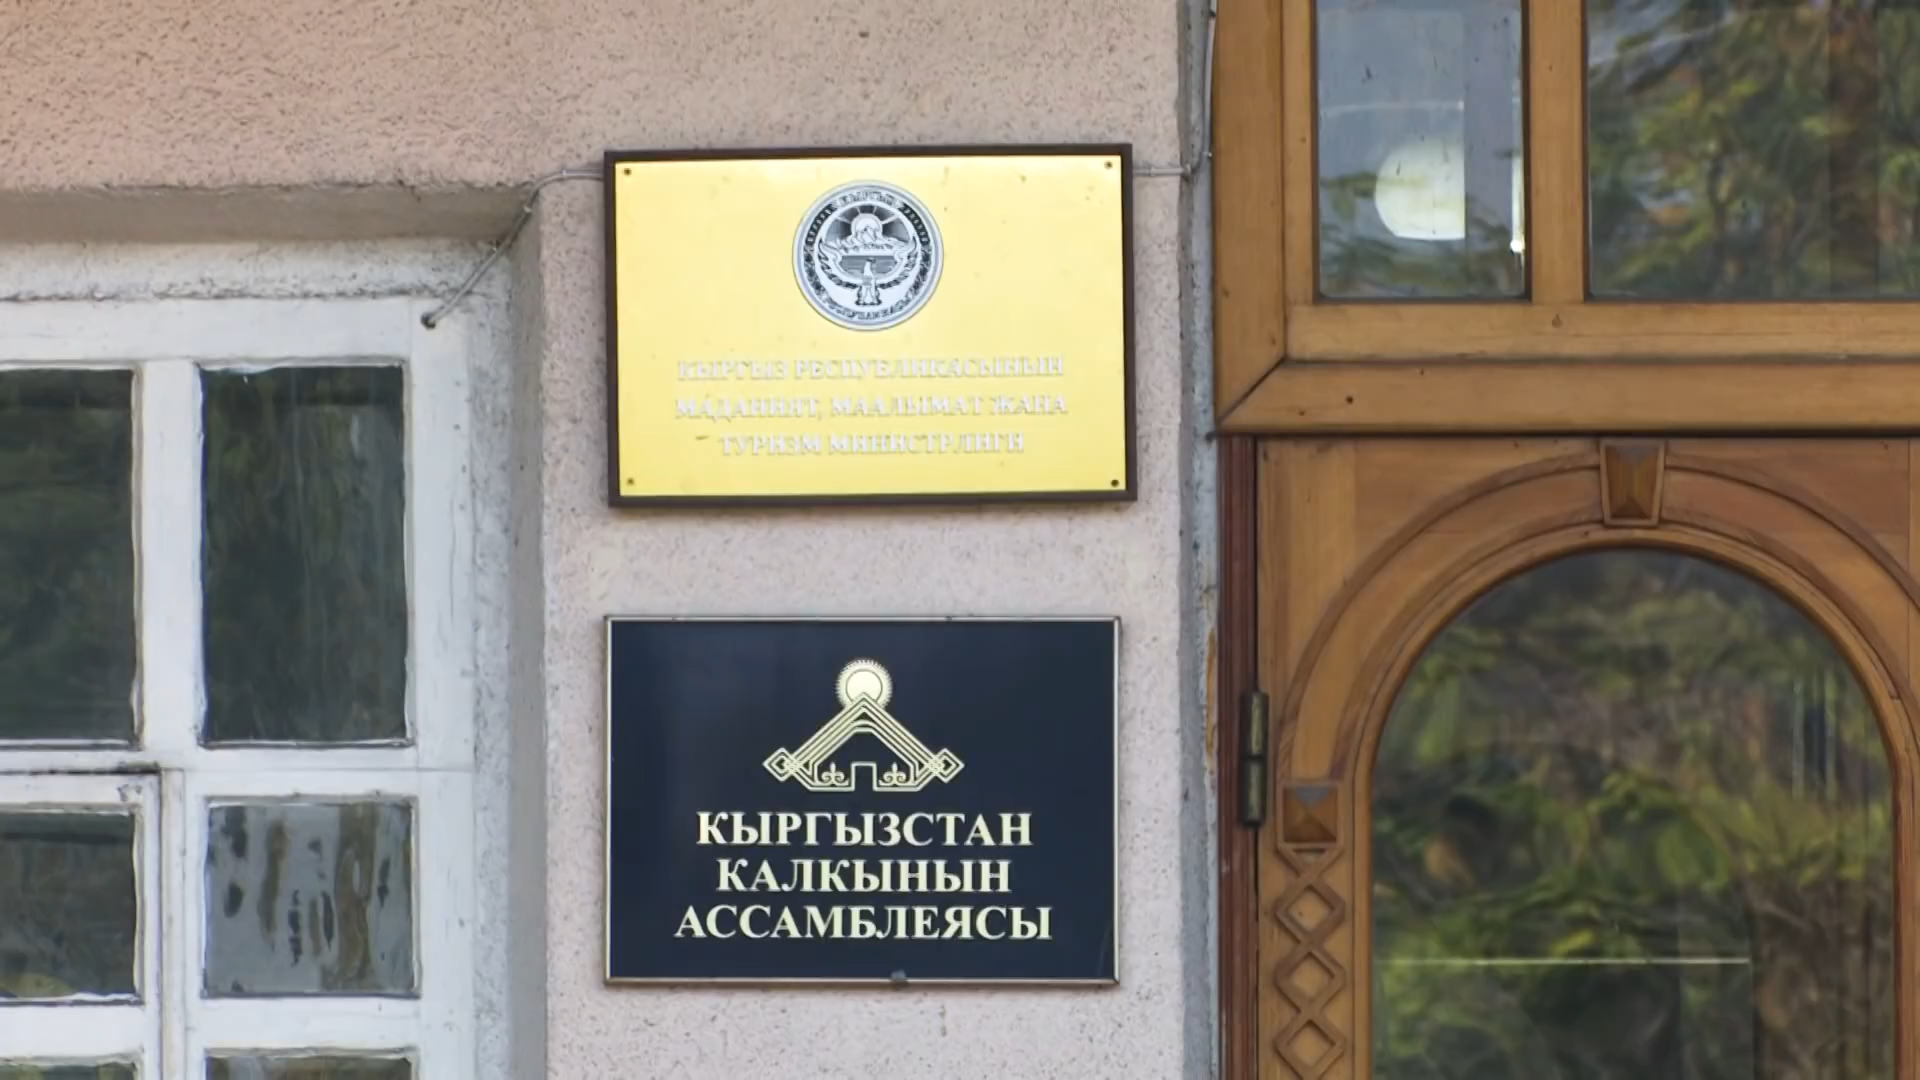 КЫРГЫЗ РЕСПУБЛИКАСЫНЫН
МАДАНИЯТ, МААЛЫМАТ ЖАНА
ТУРИЗМ МИНИСТРЛИГИ
КЫРГЫЗСТАН
КАЛКЫНЫН
АССАМБЛЕЯСЫ